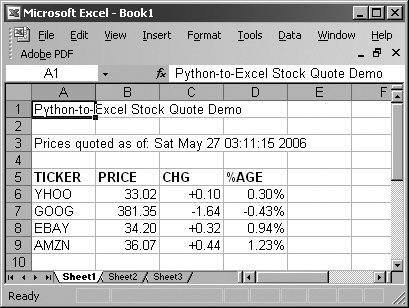 Microsoft Excel - Book1
File Edit View Insert Format Tools Data Window Help
Adobe PDF
A1 fx Python-to-Excel Stock Quote Demo
A B C D E F
1 Python-to-Excel Stock Quote Demo
2
3 Prices quoted as of: Sat May 27 03:11:15 2006
4
5 TICKER PRICE CHG %AGE
6 YHOO 33.02 +0.10 0.30%
7 GOOG 381.35 -1.64 -0.43%
8 EBAY 34.20 +0.32 0.94%
9 AMZN 36.07 +0.44 1.23%
10
Sheet1 Sheet2 Sheet3
Ready